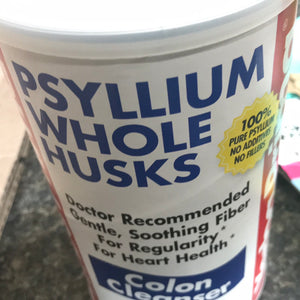 PSYLLIUM
WHOLE
HUSKS
100%
PURE PSYLLIUM
NO ADDITIVES
NO FILLERS
Doctor Recommended
Gentle, Soothing Fiber
For Regularity*
For Heart Health*
Colon
Cleanser